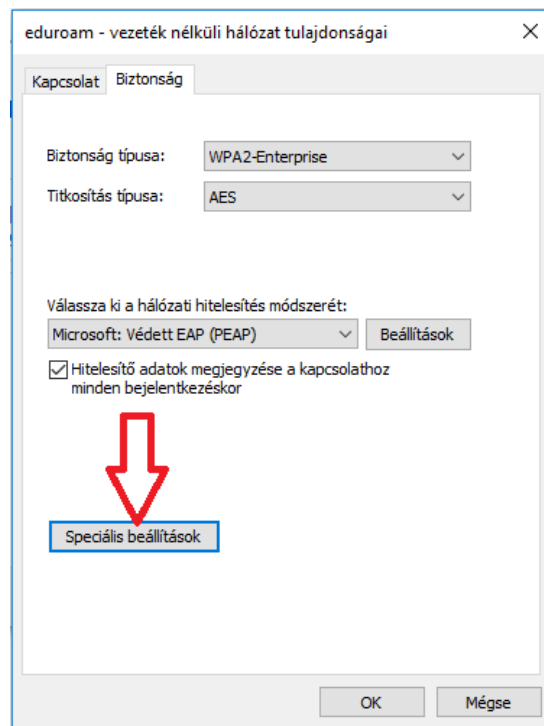 eduroam - vezeték nélküli hálózat tulajdonságai
Kapcsolat Biztonság
Biztonság típusa: WPA2-Enterprise
Titkosítás típusa: AES
Válassza ki a hálózati hitelesítés módszerét:
Microsoft: Védett EAP (PEAP) Beállítások
Hitelesítő adatok megjegyzése a kapcsolathoz
minden bejelentkezéskor
Speciális beállítások
OK Mégse